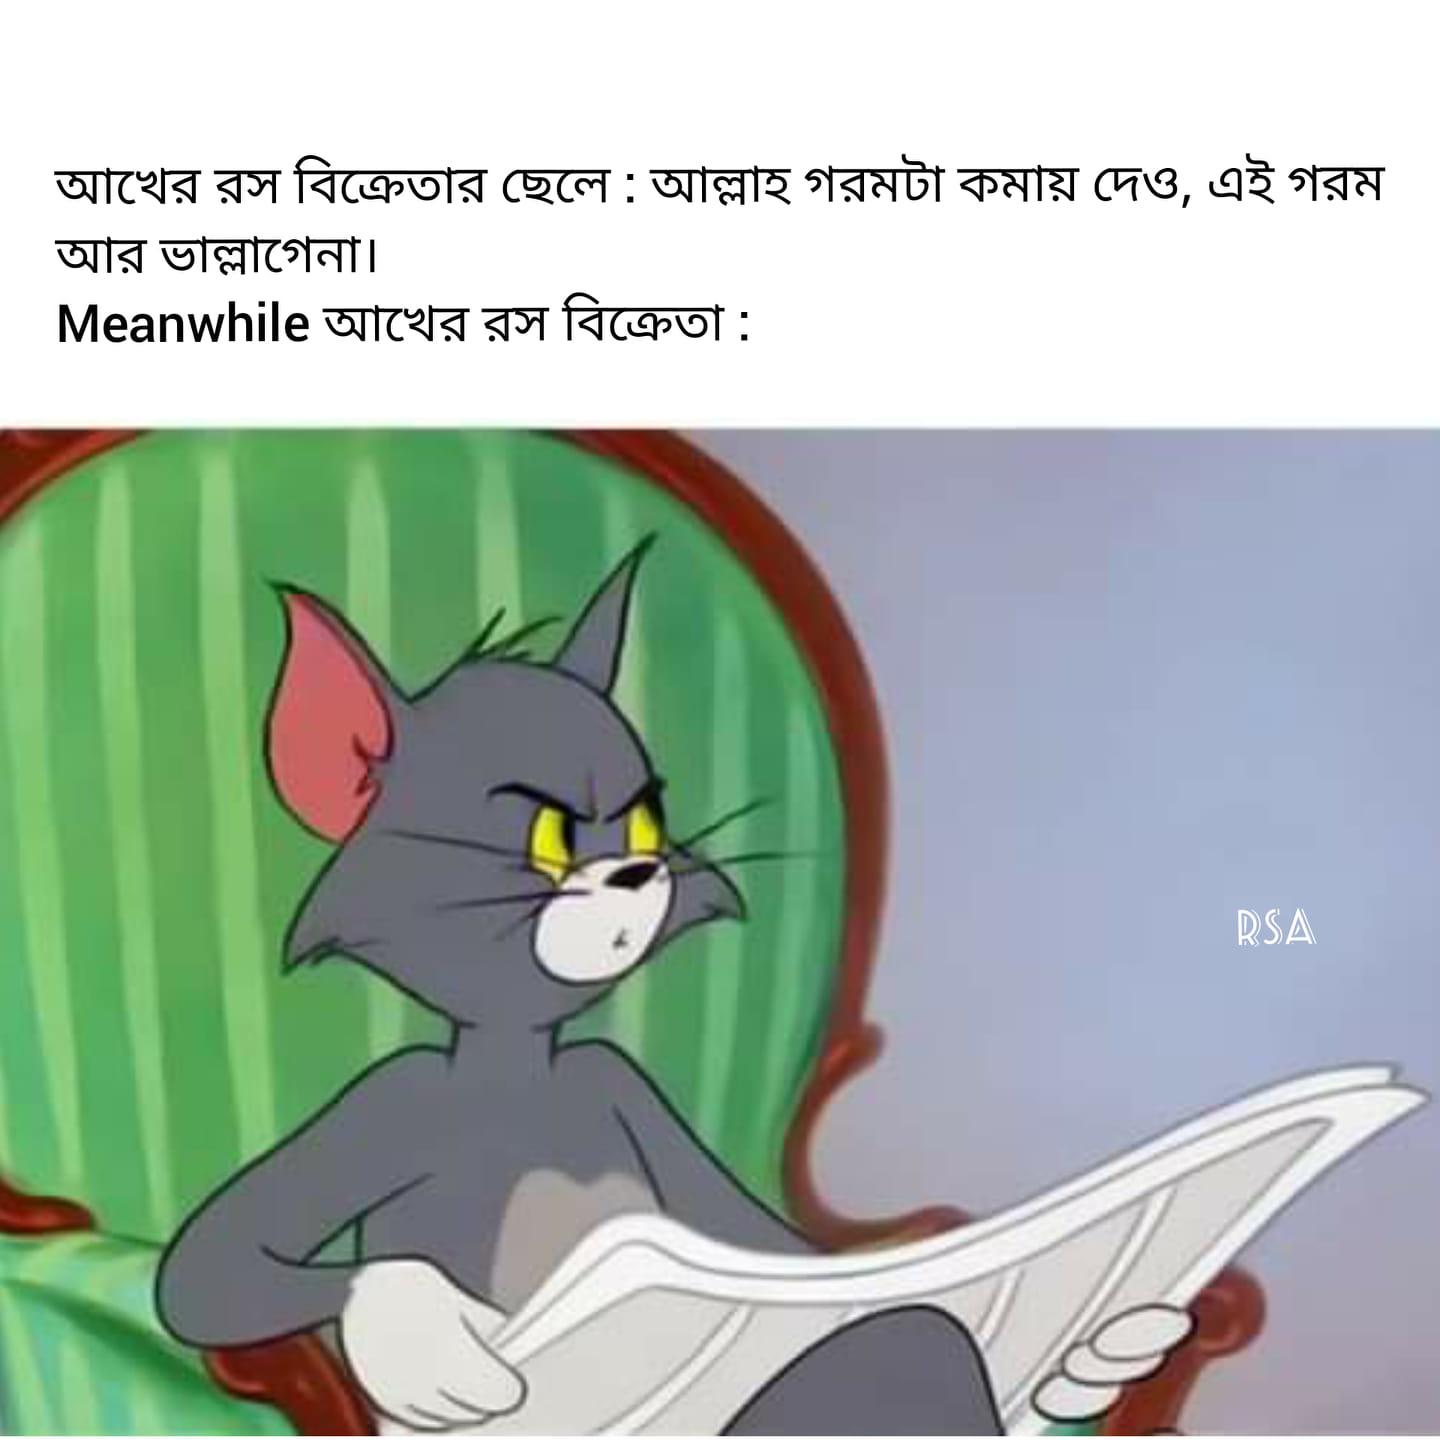 আখের রস বিক্রেতার ছেলে : আল্লাহ গরমটা কমায় দেও, এই গরম
আর ভাল্লাগেনা।
Meanwhile আখের রস বিক্রেতা :
RSA